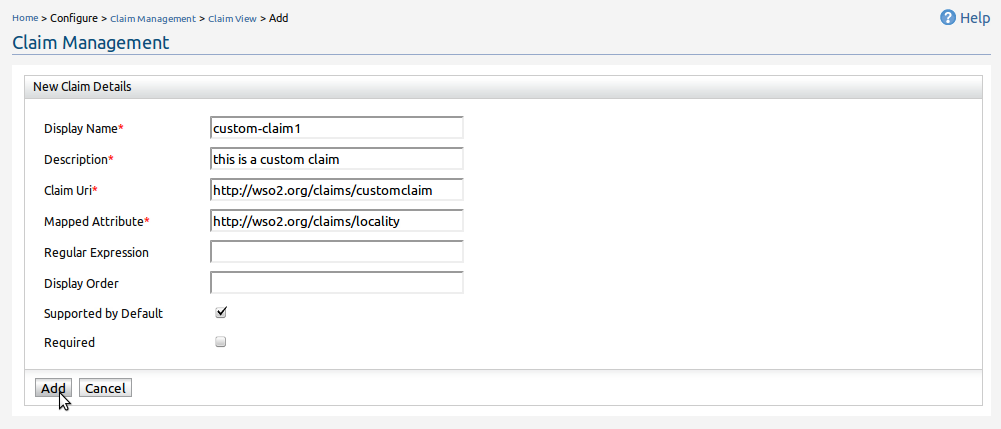 Home > Configure > Claim Management > Claim View > Add
? Help
Claim Management
New Claim Details
Display Name* custom-claim1
Description* this is a custom claim
Claim Uri* http://wso2.org/claims/customclaim
Mapped Attribute* http://wso2.org/claims/locality
Regular Expression
Display Order
Supported by Default
Required
Add Cancel